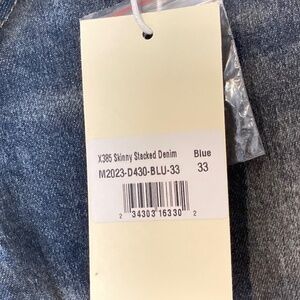 X385 Skinny Stacked Denim Blue
M2023-D430-BLU-33 33
2 34303 16330 2